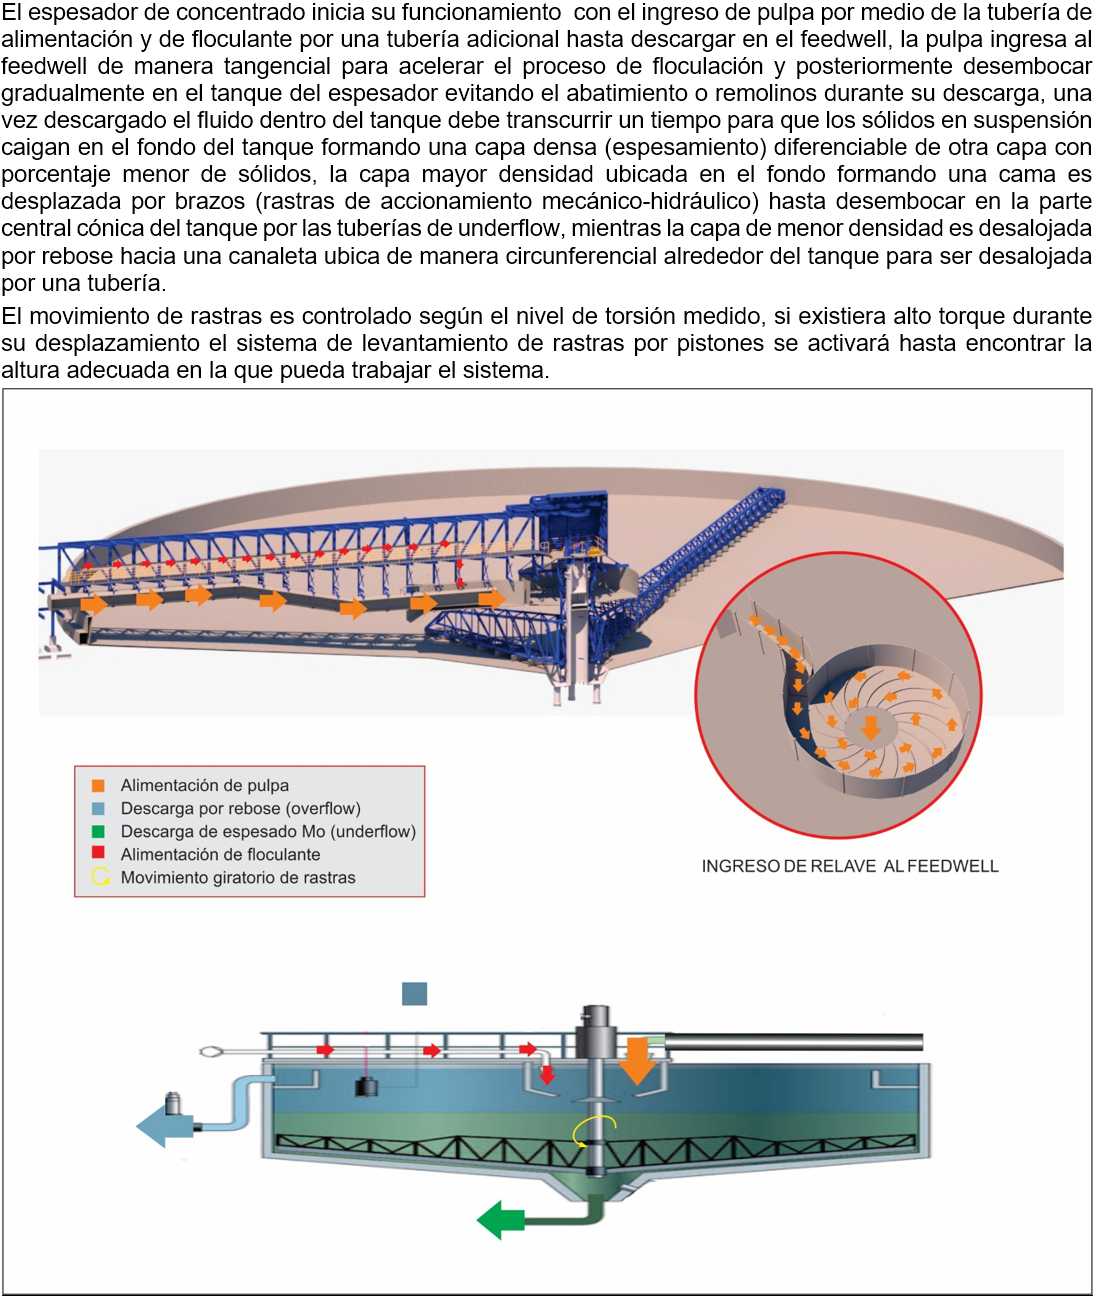 El espesador de concentrado inicia su funcionamiento  con el ingreso de pulpa por medio de la tubería de
alimentación y de floculante por una tubería adicional hasta descargar en el feedwell, la pulpa ingresa al
feedwell de manera tangencial para acelerar el proceso de floculación y posteriormente desembocar
gradualmente en el tanque del espesador evitando el abatimiento o remolinos durante su descarga, una
vez descargado el fluido dentro del tanque debe transcurrir un tiempo para que los sólidos en suspensión
caigan en el fondo del tanque formando una capa densa (espesamiento) diferenciable de otra capa con
porcentaje menor de sólidos, la capa mayor densidad ubicada en el fondo formando una cama es
desplazada por brazos (rastras de accionamiento mecánico-hidráulico) hasta desembocar en la parte
central cónica del tanque por las tuberías de underflow, mientras la capa de menor densidad es desalojada
por rebose hacia una canaleta ubica de manera circunferencial alrededor del tanque para ser desalojada
por una tubería.
El movimiento de rastras es controlado según el nivel de torsión medido, si existiera alto torque durante
su desplazamiento el sistema de levantamiento de rastras por pistones se activará hasta encontrar la
altura adecuada en la que pueda trabajar el sistema.
Alimentación de pulpa
Descarga por rebose (overflow)
Descarga de espesado Mo (underflow)
Alimentación de floculante
Movimiento giratorio de rastras
INGRESO DE RELAVE AL FEEDWELL